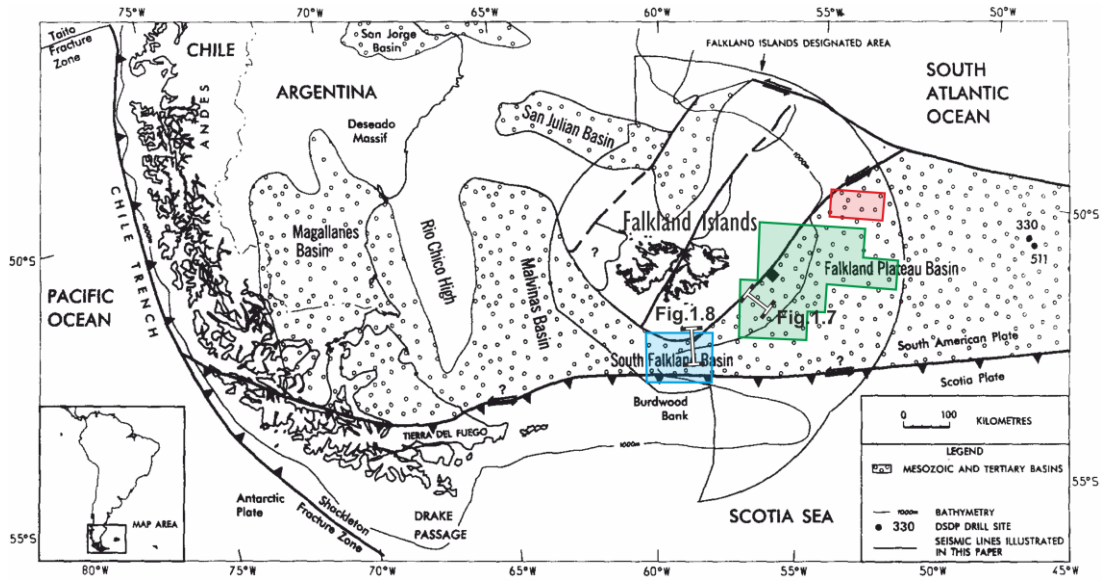 75°W
70°W
65°W
60°W
55°W
50°W
Taito
Fracture
Zone
CHILE
San Jorge
Basin
FALKLAND ISLANDS DESIGNATED AREA
SOUTH
ATLANTIC
OCEAN
ANDES
ARGENTINA
Deseado
Massif
San Julian Basin
1000m
1000m
CHILE TRENCH
50°S
50°S
Magallanes
Basin
Rio Chico High
Malvinas Basin
?
Falkland Islands
330
511
Falkland Plateau Basin
PACIFIC
OCEAN
Fig.1.8
Fig.1.7
South Falkland Basin
?
South American Plate
Scotia Plate
?
Burdwood
Bank
TIERRA DEL FUEGO
1000m
0 100 KILOMETRES
LEGEND
MESOZOIC AND TERTIARY BASINS
1000m BATHYMETRY
330 DSDP DRILL SITE
SEISMIC LINES ILLUSTRATED
IN THIS PAPER
MAP AREA
Antarctic
Plate
Shackleton
Fracture Zone
DRAKE
PASSAGE
SCOTIA SEA
55°S
55°S
80°W
75°W
70°W
65°W
60°W
55°W
50°W
45°W